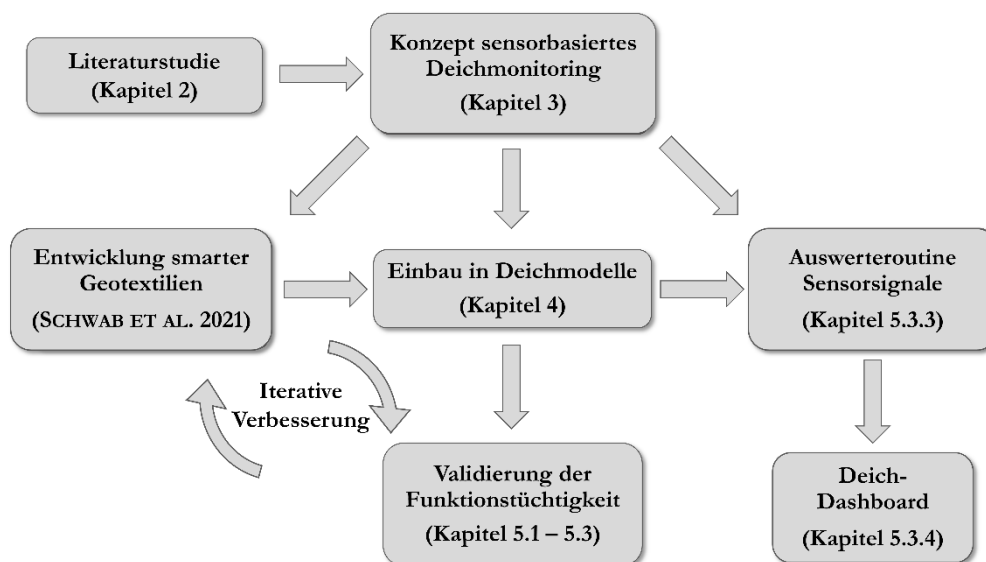 Literaturstudie
(Kapitel 2)
Konzept sensorbasiertes
Deichmonitoring
(Kapitel 3)
Entwicklung smarter
Geotextilien
(SCHWAB ET AL. 2021)
Einbau in Deichmodelle
(Kapitel 4)
Auswerteroutine
Sensorsignale
(Kapitel 5.3.3)
Iterative
Verbesserung
Validierung der
Funktionstüchtigkeit
(Kapitel 5.1 – 5.3)
Deich-
Dashboard
(Kapitel 5.3.4)